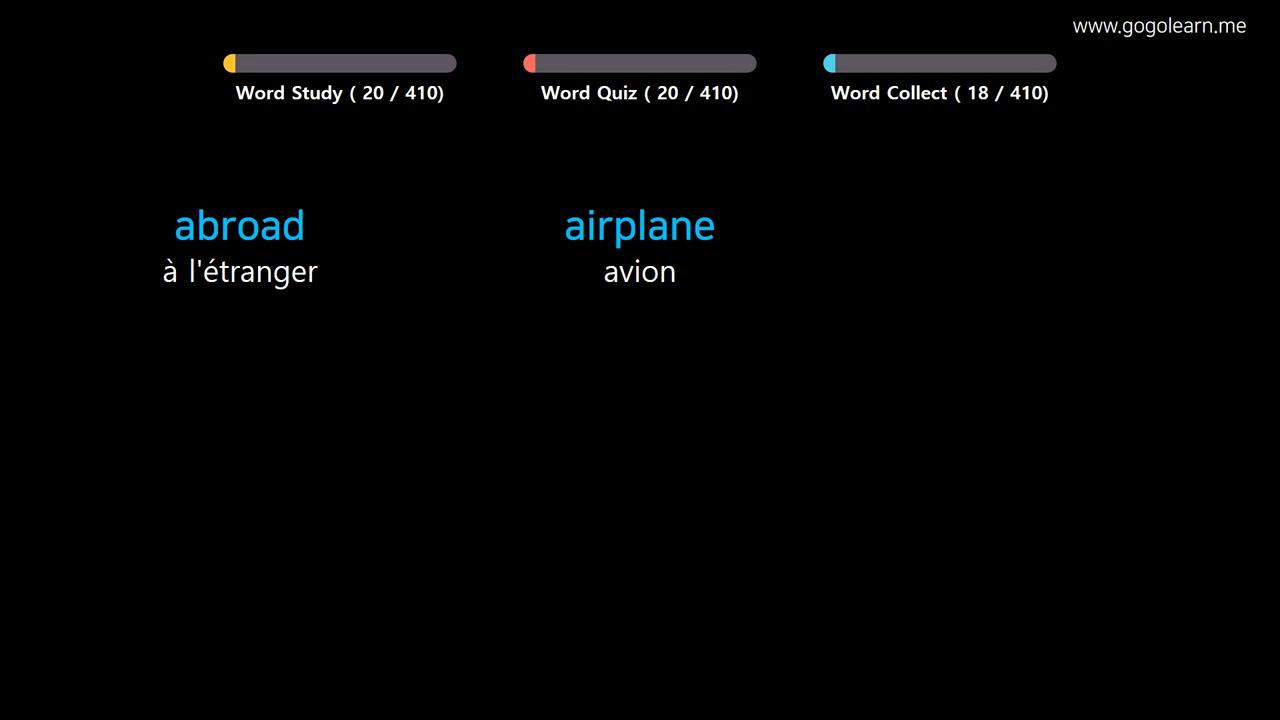 www.gogolearn.me
Word Study ( 20 / 410)
Word Quiz ( 20 / 410)
Word Collect ( 18 / 410)
abroad
à l'étranger
airplane
avion